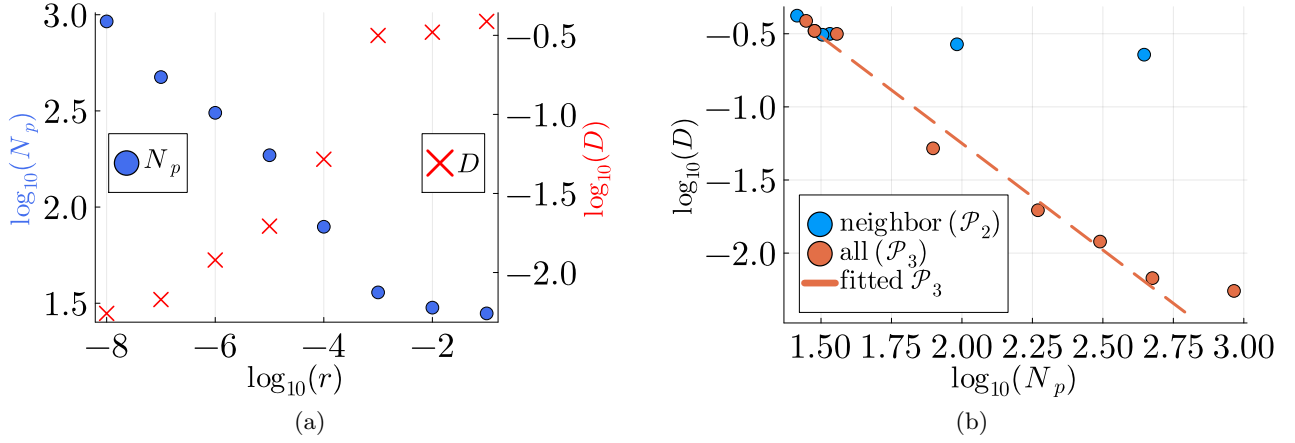 3.0
2.5
2.0
1.5
log10(Np)
Np
D
−0.5
−1.0
−1.5
−2.0
log10(D)
−8 −6 −4 −2
log10(r)
(a)
−0.5
−1.0
−1.5
−2.0
log10(D)
neighbor (𝒫2)
all (𝒫3)
fitted 𝒫3
1.50 1.75 2.00 2.25 2.50 2.75 3.00
log10(Np)
(b)